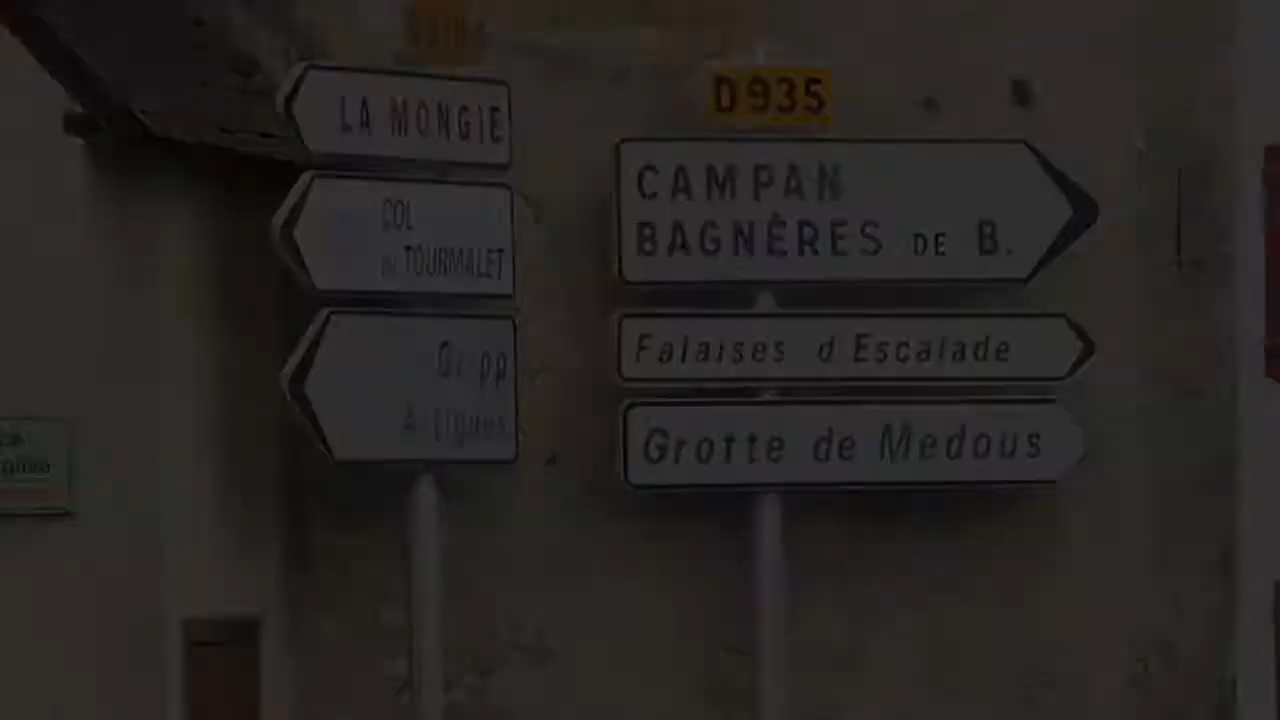 LA MONGIE
COL
DU TOURMALET
D935
CAMPAN
BAGNÈRES DE B.
Falaises d Escalade
Grotte de Medous